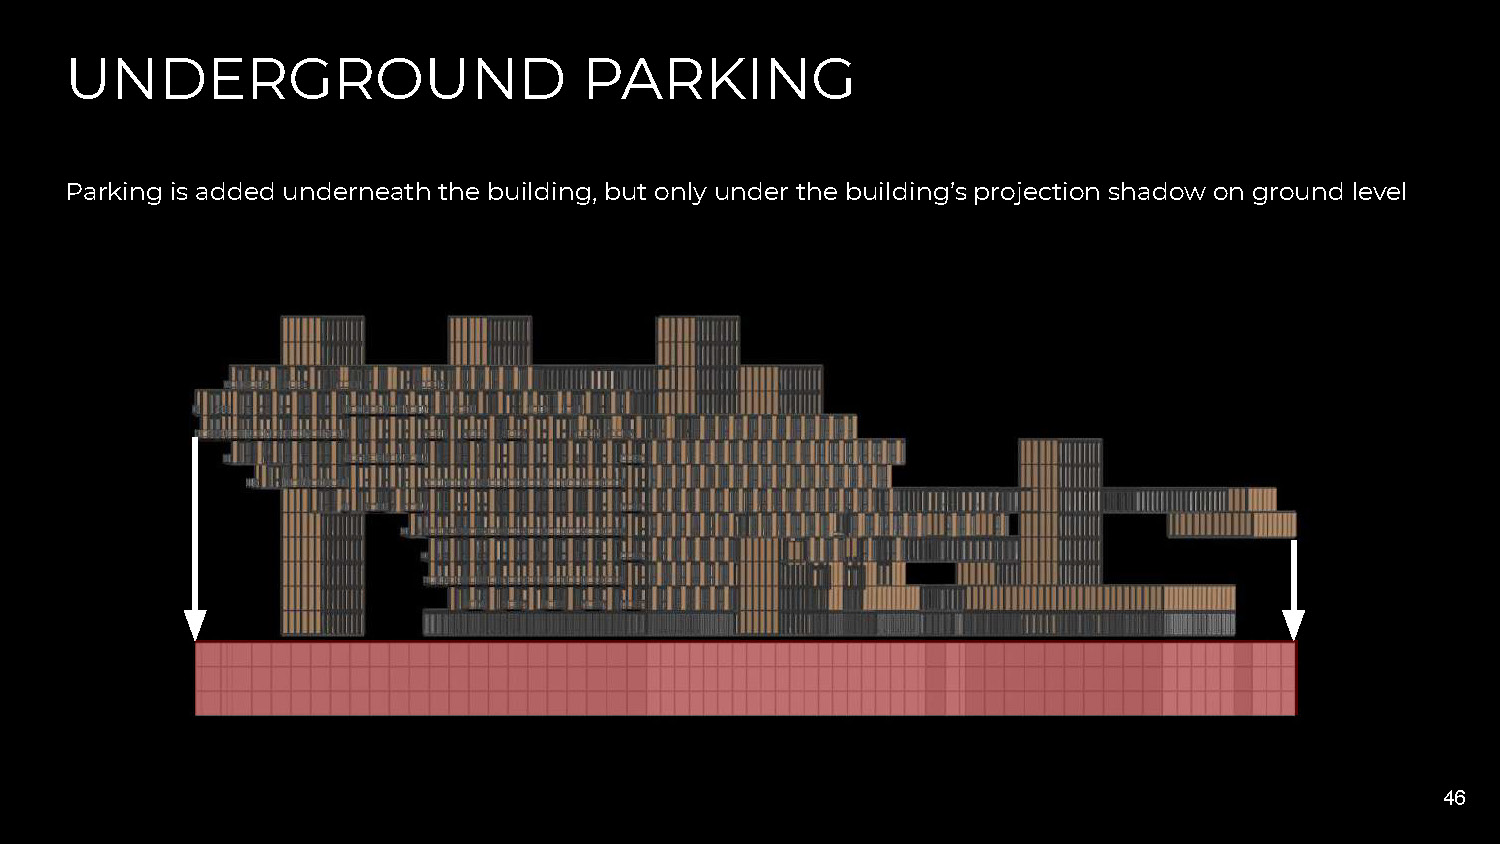 UNDERGROUND PARKING
Parking is added underneath the building, but only under the building’s projection shadow on ground level
46